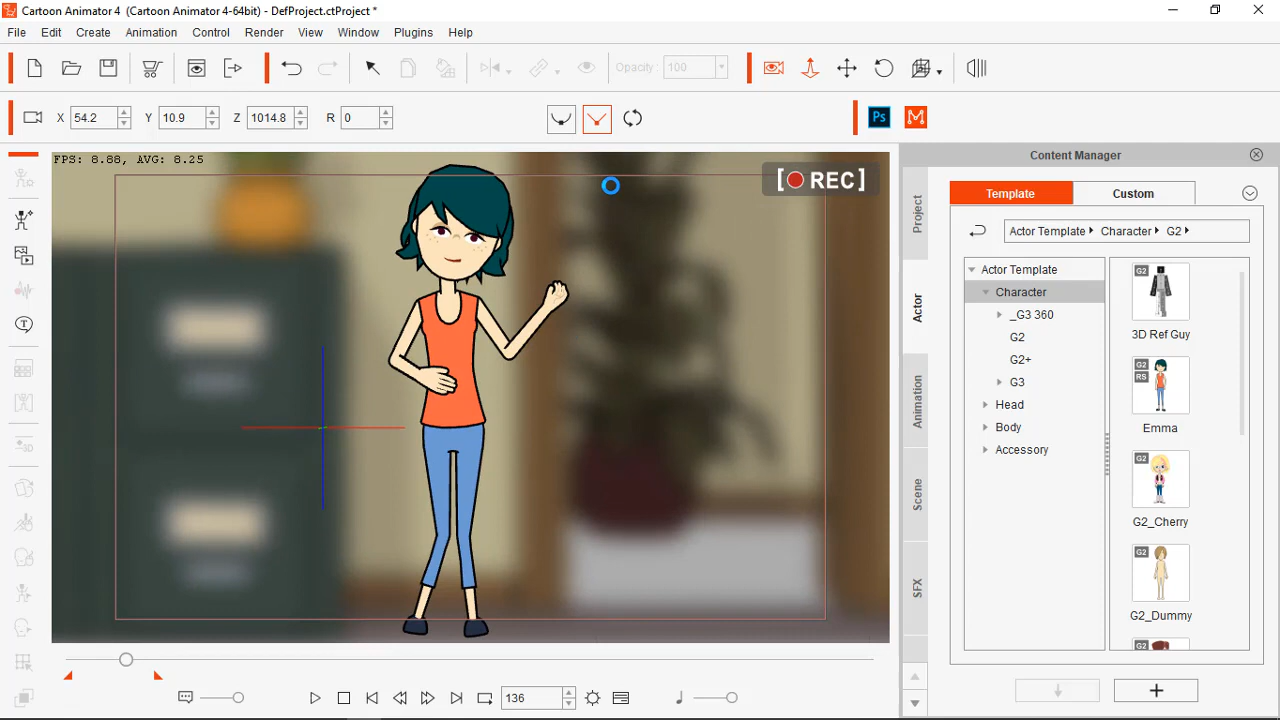 Cartoon Animator 4 (Cartoon Animator 4-64bit) - DefProject.ctProject *
File Edit Create Animation Control Render View Window Plugins Help
Opacity : 100
X 54.2 Y 10.3 Z 1014.8 R 0 Ps
FPS: 8.88, AVG: 8.25
[ REC]
Content Manager
Template Custom
Actor Template Character G2
Project
Actor
Animation
Scene
SFX
Actor Template
Character
_G3 360
G2
G2+
G3
Head
Body
Accessory
G2
3D Ref Guy
G2
RS
Emma
G2
G2_Cherry
G2
G2_Dummy
G2
136